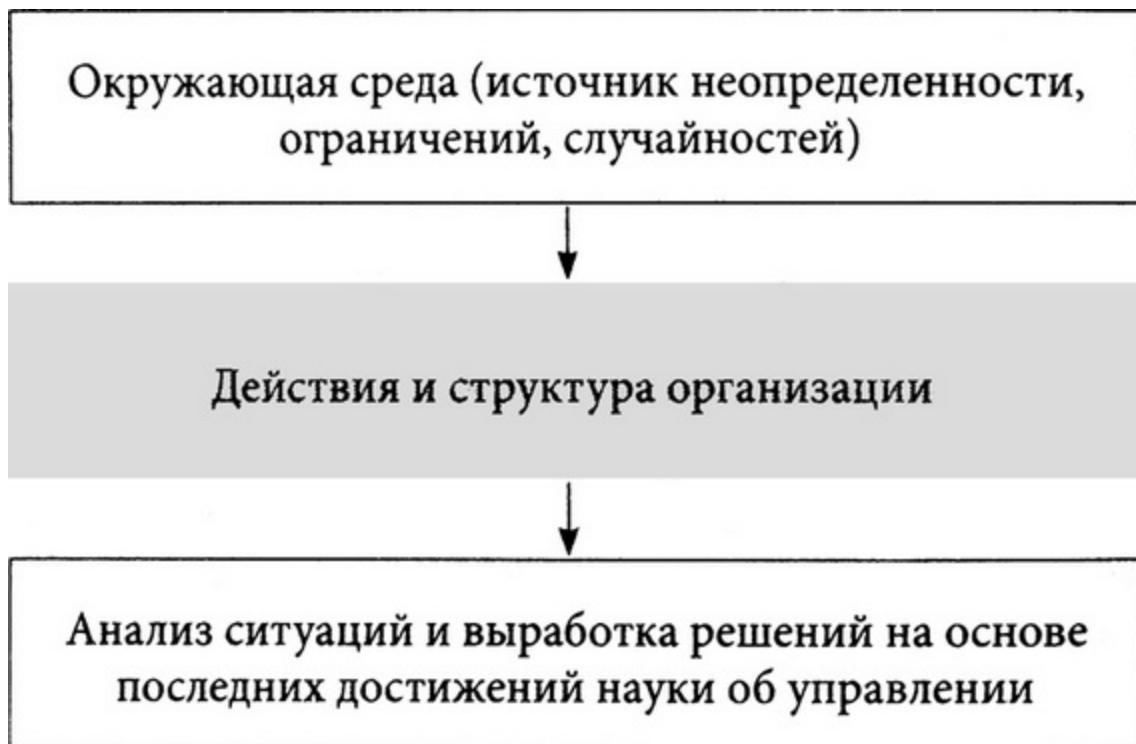 Окружающая среда (источник неопределенности,
ограничений, случайностей)
Действия и структура организации
Анализ ситуаций и выработка решений на основе
последних достижений науки об управлении